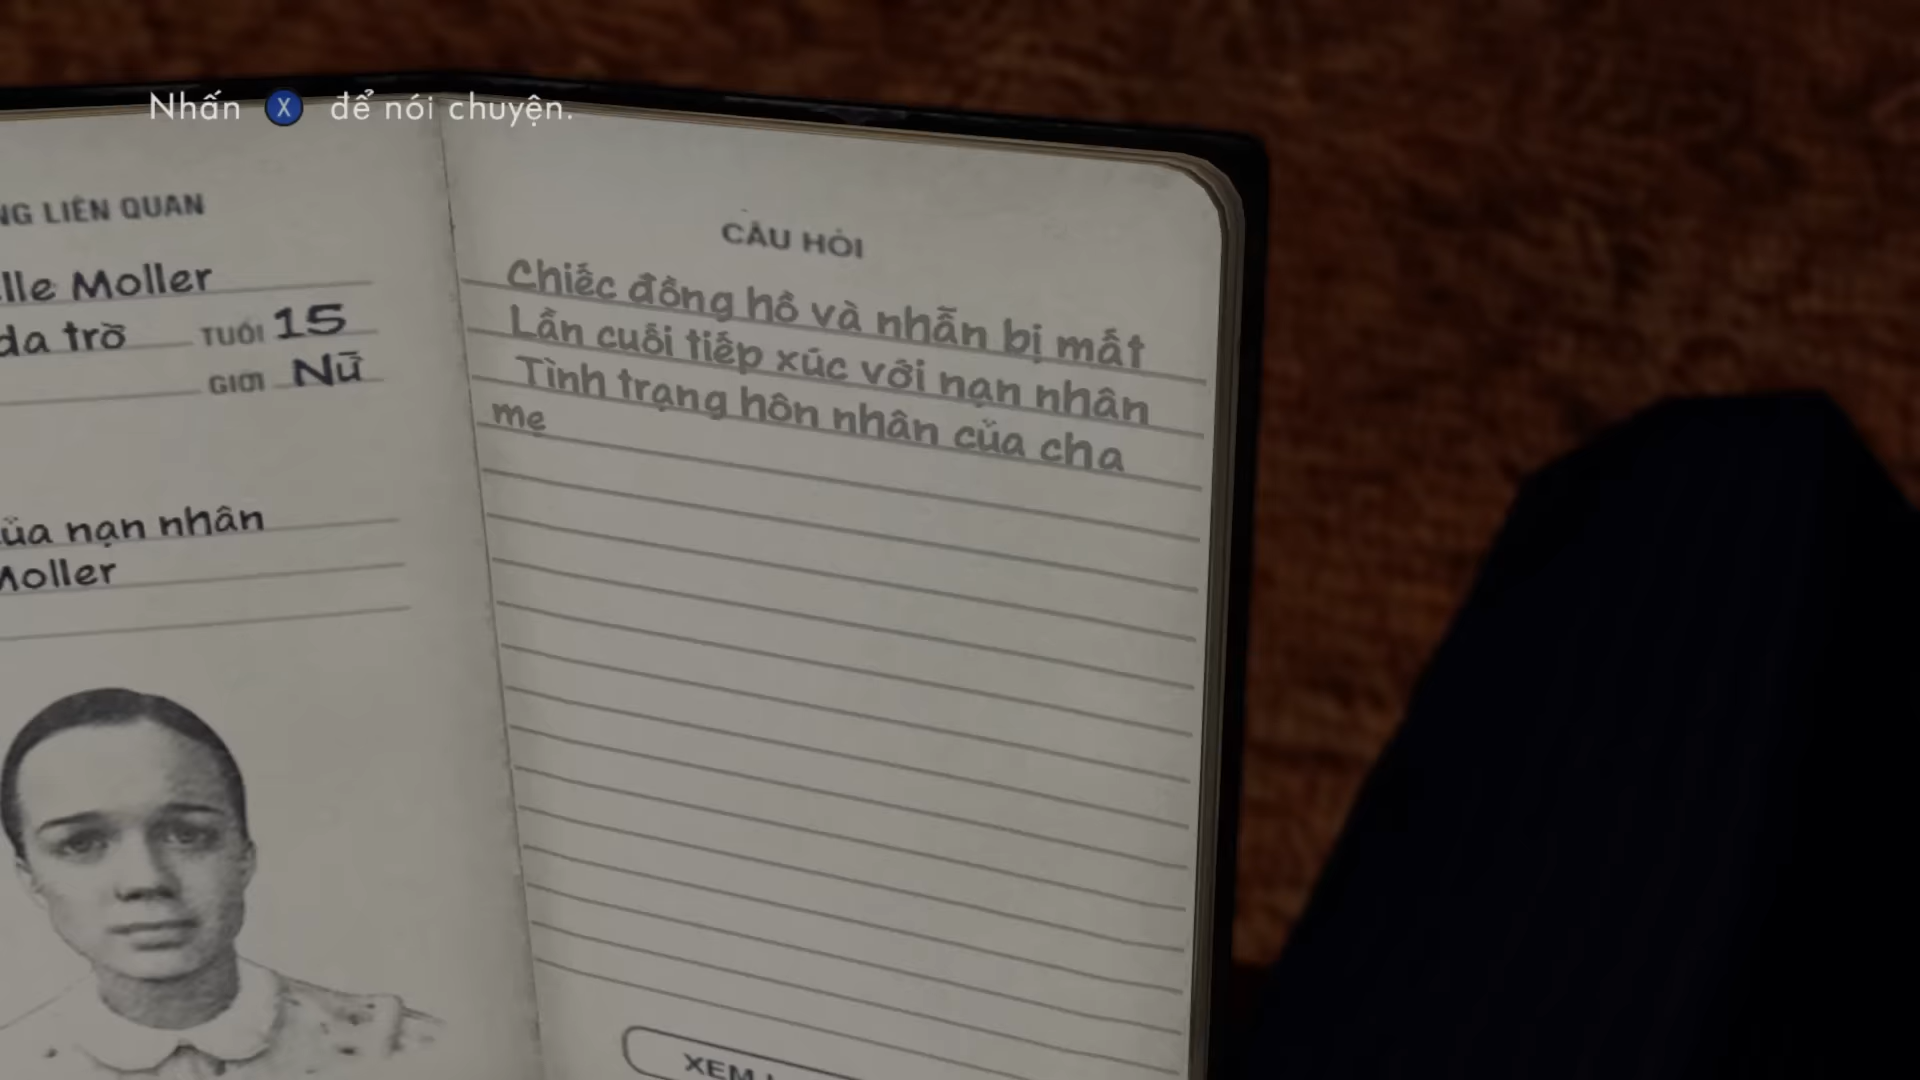 Nhấn X để nói chuyện.
NG LIÊN QUAN
lle Moller
da trờ TUỔI 15
GIỚI Nữ
ủa nạn nhân
Moller
CÂU HỎI
Chiếc đồng hồ và nhẫn bị mất
Lần cuối tiếp xúc với nạn nhân
Tình trạng hôn nhân của cha
mẹ
XEM